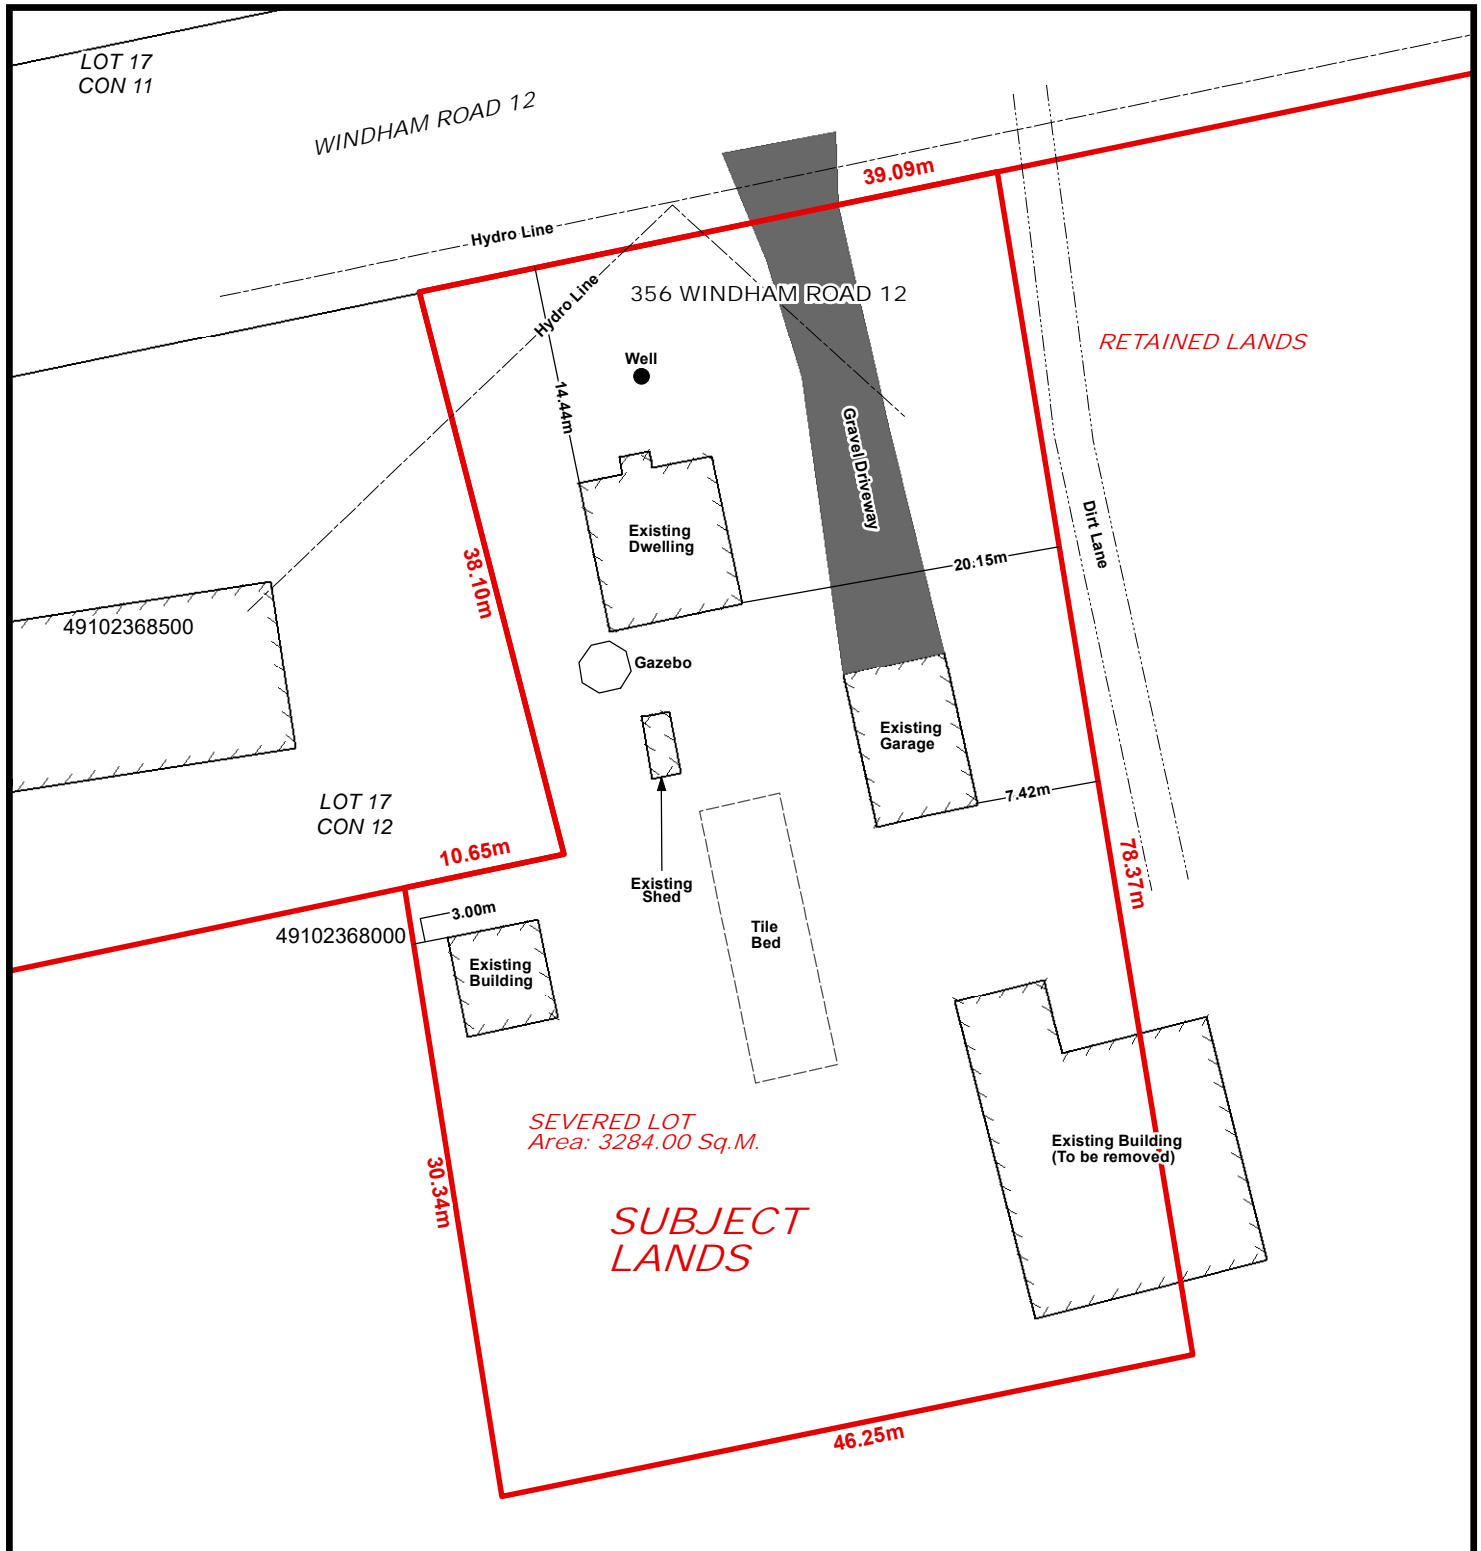 LOT 17
CON 11
WINDHAM ROAD 12
39.09m
Hydro Line
Hydro Line
356 WINDHAM ROAD 12
RETAINED LANDS
Well
14.44m
Gravel Driveway
Existing
Dwelling
Dirt Lane
20.15m
38.10m
49102368500
Gazebo
Existing
Garage
7.42m
LOT 17
CON 12
10.65m
78.37m
Existing
Shed
3.00m
49102368000
Tile
Bed
Existing
Building
SEVERED LOT
Area: 3284.00 Sq.M.
Existing Building
(To be removed)
30.34m
SUBJECT
LANDS
46.25m